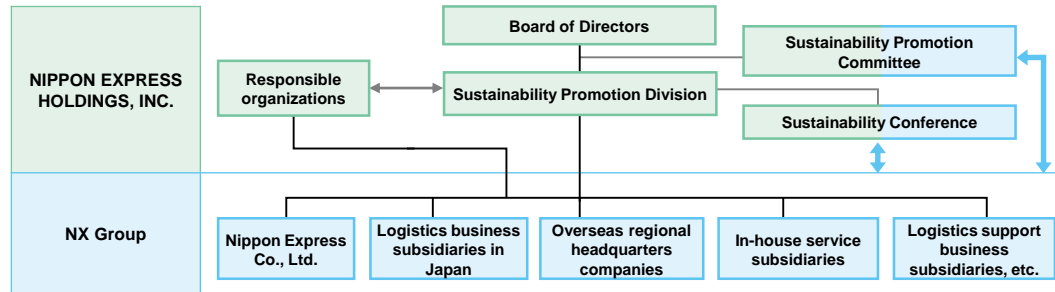 NIPPON EXPRESS
HOLDINGS, INC.
Board of Directors
Sustainability Promotion
Committee
Responsible
organizations
Sustainability Promotion Division
Sustainability Conference
NX Group
Nippon Express
Co., Ltd.
Logistics business
subsidiaries in
Japan
Overseas regional
headquarters
companies
In-house service
subsidiaries
Logistics support
business
subsidiaries, etc.